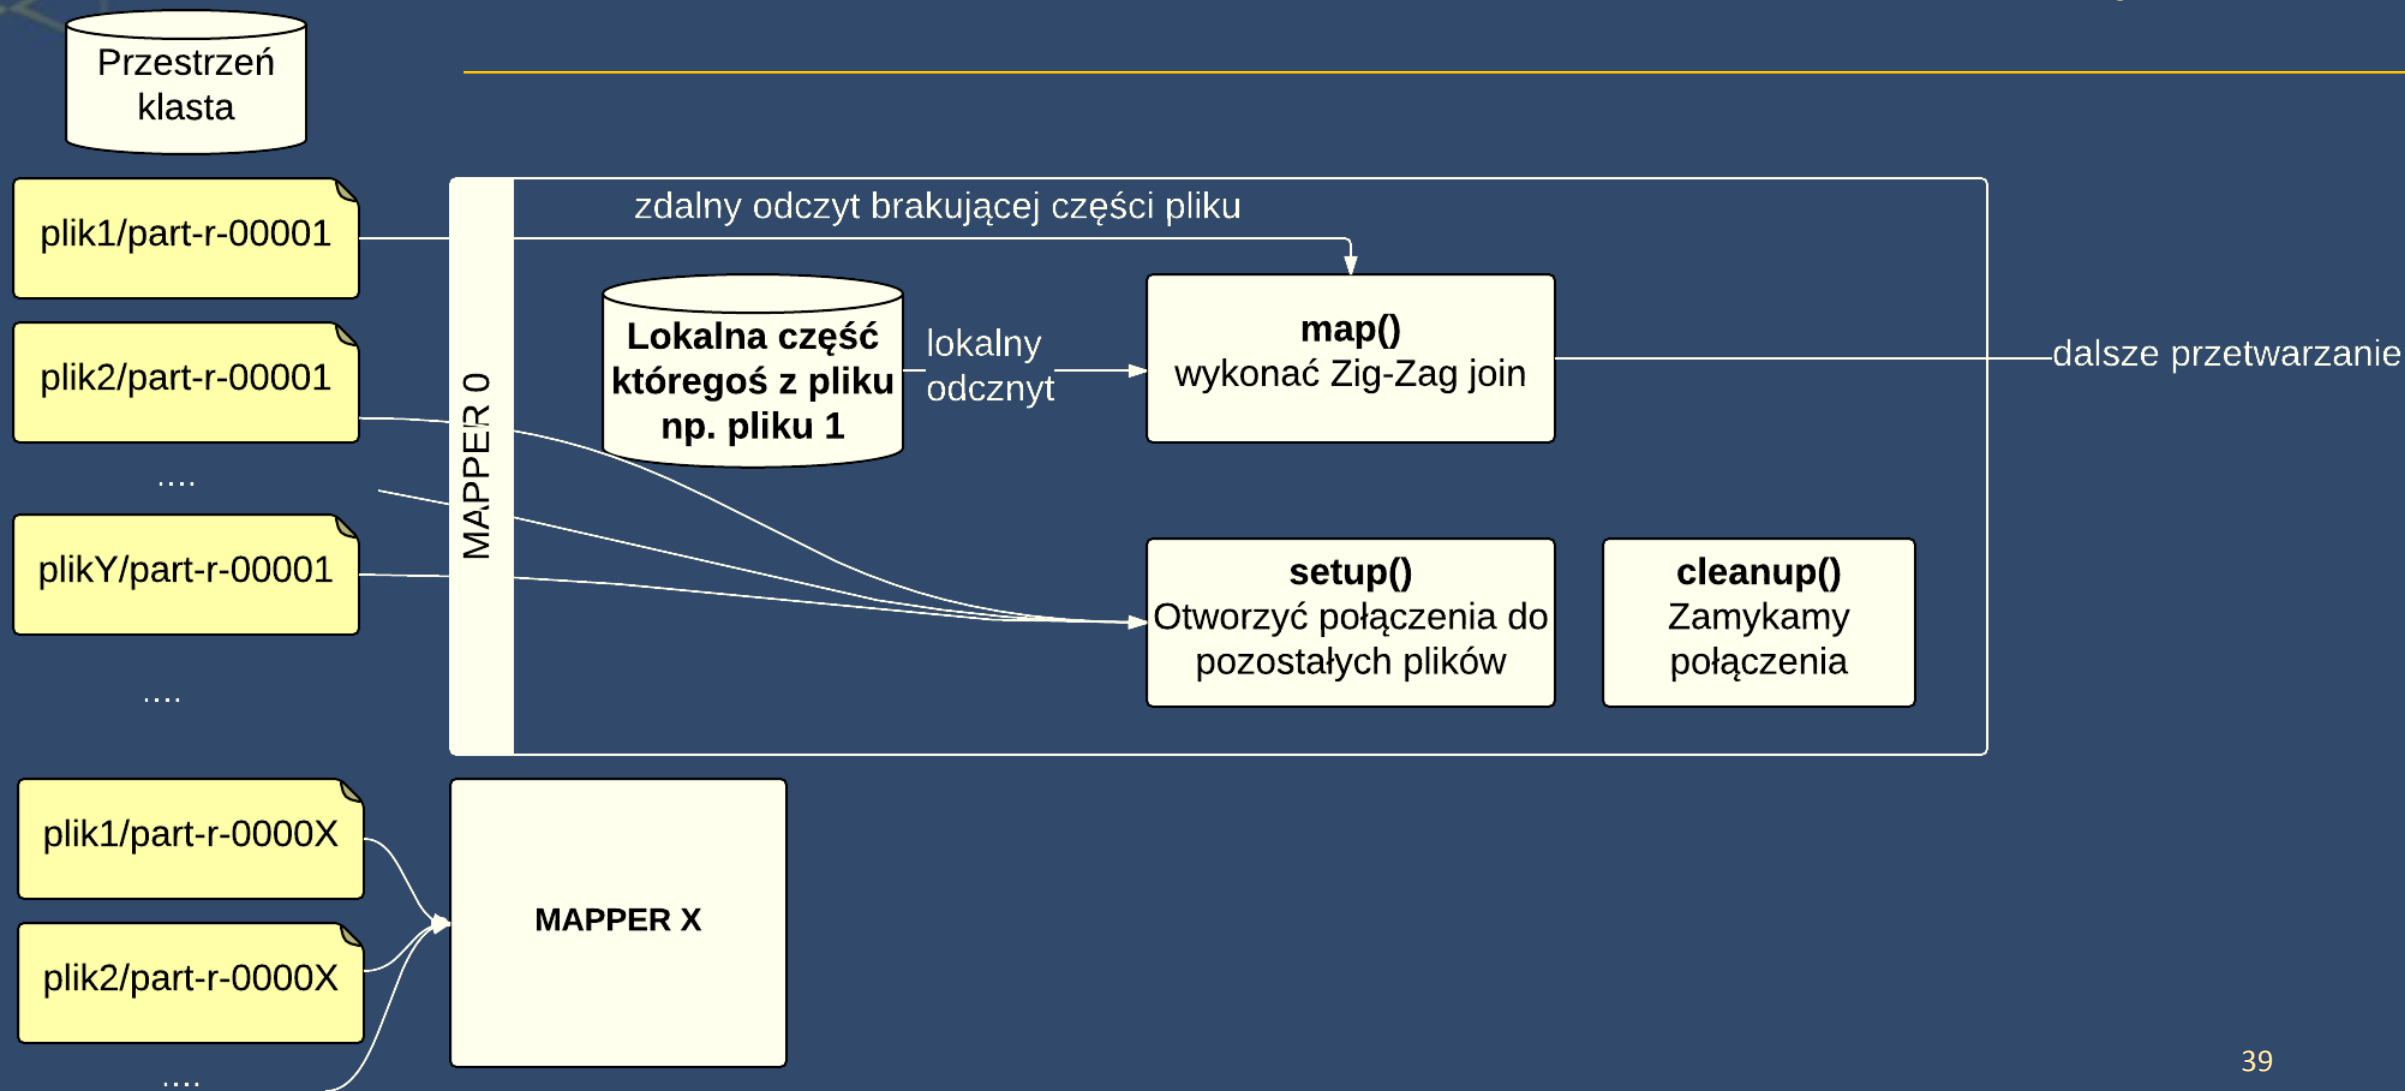 Przestrzeń
klasta
plik1/part-r-00001
plik2/part-r-00001
....
plikY/part-r-00001
....
plik1/part-r-0000X
plik2/part-r-0000X
....
MAPPER 0
zdalny odczyt brakującej części pliku
Lokalna część
któregoś z pliku
np. pliku 1
lokalny
odcznyt
map()
wykonać Zig-Zag join
dalsze przetwarzanie
setup()
Otworzyć połączenia do
pozostałych plików
cleanup()
Zamykamy
połączenia
MAPPER X
39